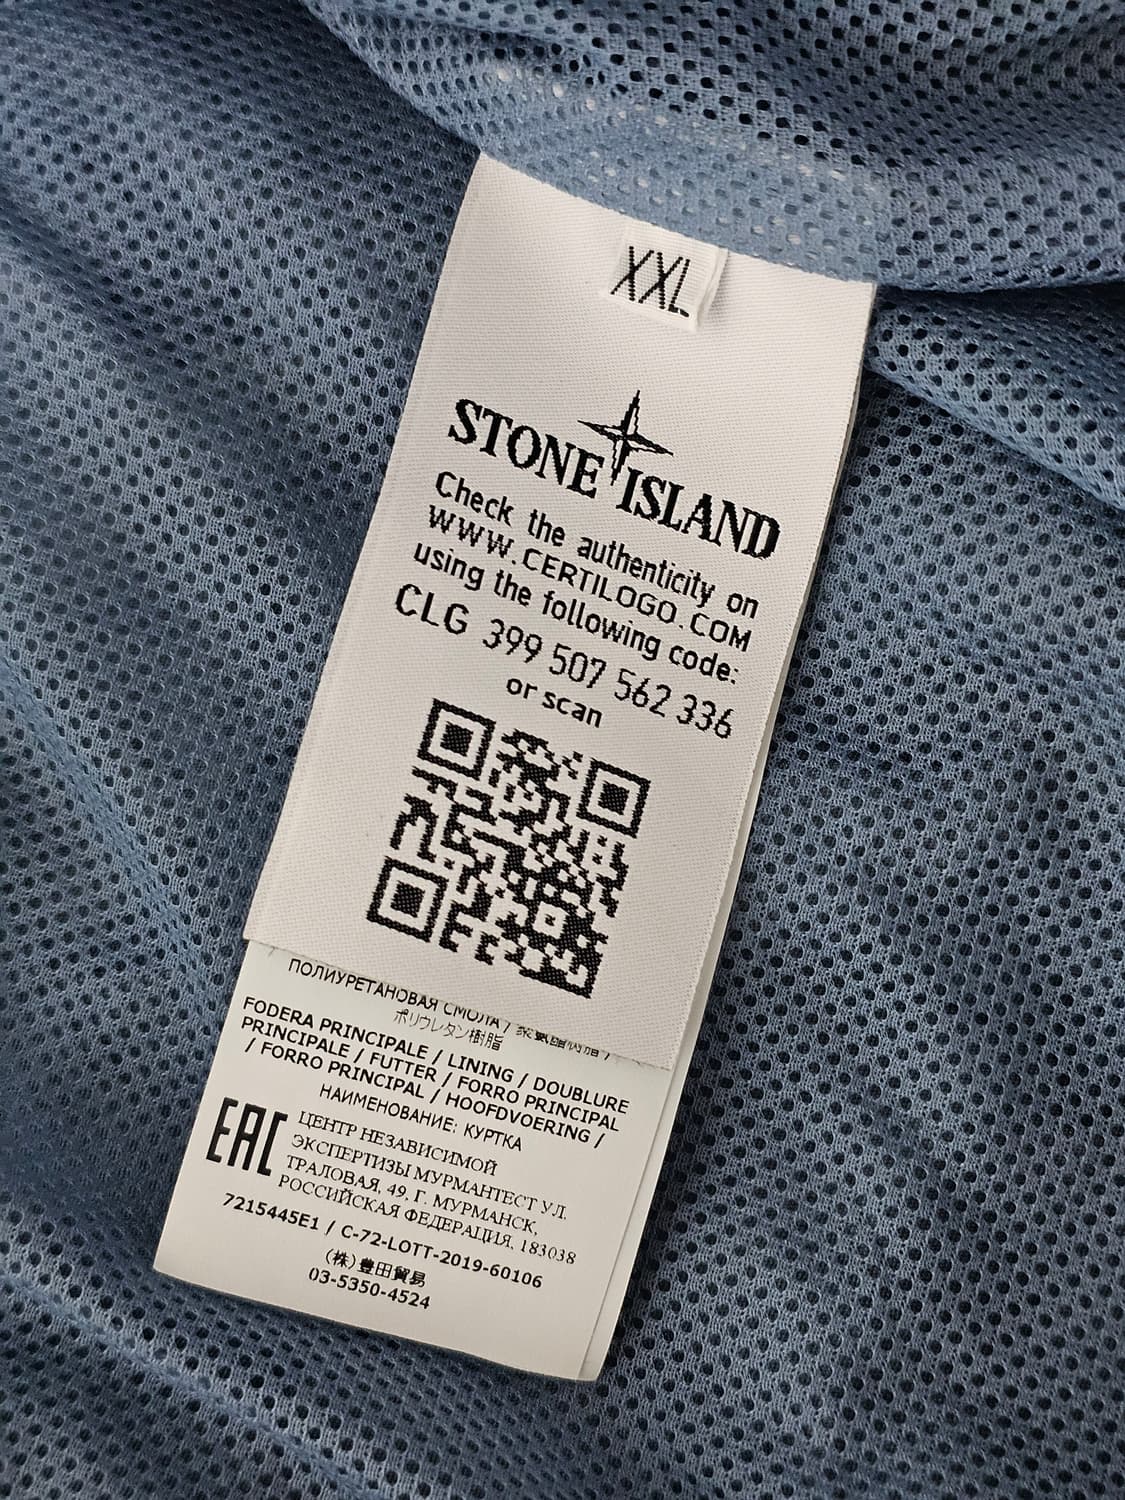 XXL
STONE ISLAND
Check the authenticity on
WWW.CERTILOGO.COM
using the following code:
CLG 399 507 562 336
or scan
ПОЛИУРЕТАНОВАЯ СМОЛА /
ポリウレタン樹脂
FODERA PRINCIPALE / LINING / DOUBLURE
PRINCIPALE / FUTTER / FORRO PRINCIPAL
/ FORRO PRINCIPAL / HOOFDVOERING /
НАИМЕНОВАНИЕ: КУРТКА
EAC
ЦЕНТР НЕЗАВИСИМОЙ
ЭКСПЕРТИЗЫ МУРМАНТЕСТ УЛ.
ТРАЛОВАЯ, 49, Г. МУРМАНСК,
РОССИЙСКАЯ ФЕДЕРАЦИЯ, 183038
7215445E1 / C-72-LOTT-2019-60106
(株)豊田貿易
03-5350-4524